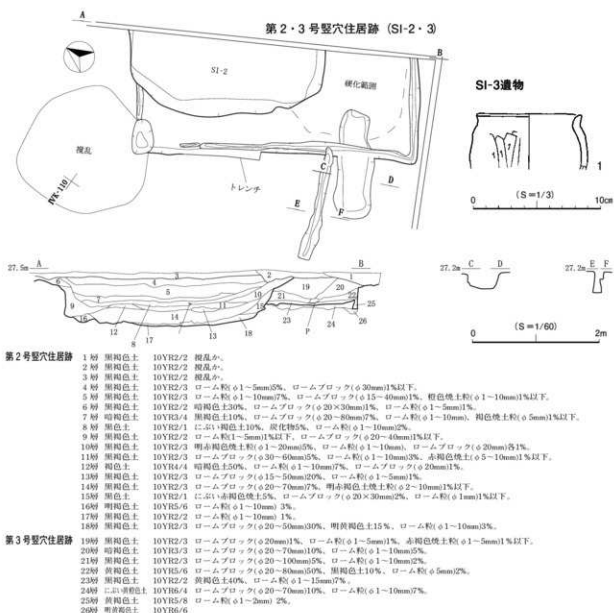 第2・3号竪穴住居跡 (SI-2・3)
A
SI-2
硬化範囲
B
撹乱
IVK-110
トレンチ
C
D
E
F
SI-3遺物
1
0 (S=1/3) 10cm
27.5m A B
1
2
3
4
5
6
7
8
9
10
11
12
13
14
15
16
17
18
19
20
21
22
23
24
25
26
P
27.2m C D
27.2m E F
0 (S=1/60) 2m
第2号竪穴住居跡 1層 黒褐色土 10YR2/2 撹乱か。
2層 黒褐色土 10YR2/2 撹乱か。
3層 黒褐色土 10YR2/2 撹乱か。
4層 黒褐色土 10YR2/3 ローム粒(φ1~5mm)5%、ロームブロック(φ30mm)1%以下。
5層 黒褐色土 10YR2/3 ローム粒(φ1~10mm)7%、ロームブロック(φ15~40mm)1%、橙色焼土粒(φ1~10mm)1%以下。
6層 黒褐色土 10YR2/2 暗褐色土30%、ロームブロック(φ20×30mm)1%、ローム粒(φ1~5mm)1%。
7層 暗褐色土 10YR3/4 黒褐色土10%、ロームブロック(φ20~80mm)7%、ローム粒(φ1~10mm)、褐色焼土粒(φ5mm)1%以下。
8層 黒色土 10YR2/1 にぶい黄褐色土10%、炭化物5%、ローム粒(φ1~10mm)2%。
9層 黒褐色土 10YR2/2 ローム粒(1~5mm)1%以下、ロームブロック(φ20~40mm)1%以下。
10層 黒褐色土 10YR2/3 明赤褐色焼土粒(φ1~20mm)5%、ローム粒(φ1~10mm)、ロームブロック(φ20mm)各1%。
11層 黒褐色土 10YR2/3 ロームブロック(φ30~60mm)5%、ローム粒(φ1~10mm)3%、赤褐色焼土(φ5~10mm)1%以下。
12層 褐色土 10YR4/4 暗褐色土50%、ローム粒(φ1~10mm)7%、ロームブロック(φ20mm)1%。
13層 黒褐色土 10YR2/3 ロームブロック(φ15~50mm)20%、ローム粒(φ1~5mm)1%。
14層 黒褐色土 10YR2/3 ロームブロック(φ20~70mm)7%、明赤褐色土焼土粒(φ2~10mm)1%以下。
15層 黒色土 10YR2/1 にぶい赤褐色焼土5%、ロームブロック(φ20×30mm)2%、ローム粒(φ1mm)1%以下。
16層 明褐色土 10YR5/6 ローム粒(φ1~10mm) 3%。
17層 黒褐色土 10YR2/2 ローム粒(φ1~10mm) 1%。
18層 黒褐色土 10YR2/3 ロームブロック(φ20~50mm)30%、明黄褐色土15%、ローム粒(φ1~10mm)3%。
第3号竪穴住居跡 19層 黒褐色土 10YR2/3 ロームブロック(φ20mm)1%、ローム粒(φ1~5mm)1%、赤褐色焼土粒(φ1~5mm)1%以下。
20層 暗褐色土 10YR3/3 ロームブロック(φ20~70mm)10%、ローム粒(φ1~10mm)5%。
21層 黒褐色土 10YR2/3 ロームブロック(φ20~100mm)5%、ローム粒(φ1~10mm)2%。
22層 黄褐色土 10YR5/6 ロームブロック(φ20~80mm)50%、黒褐色土10%、ローム粒(φ5mm)2%。
23層 黒褐色土 10YR2/2 黄褐色土40%、ローム粒(φ1~15mm)7%。
24層 にぶい黄橙色土 10YR6/4 ロームブロック(φ20~70mm)10%、ローム粒(φ1~10mm)7%。
25層 黄褐色土 10YR5/8 ローム粒(φ1~2mm) 2%。
26層 明黄褐色土 10YR6/6